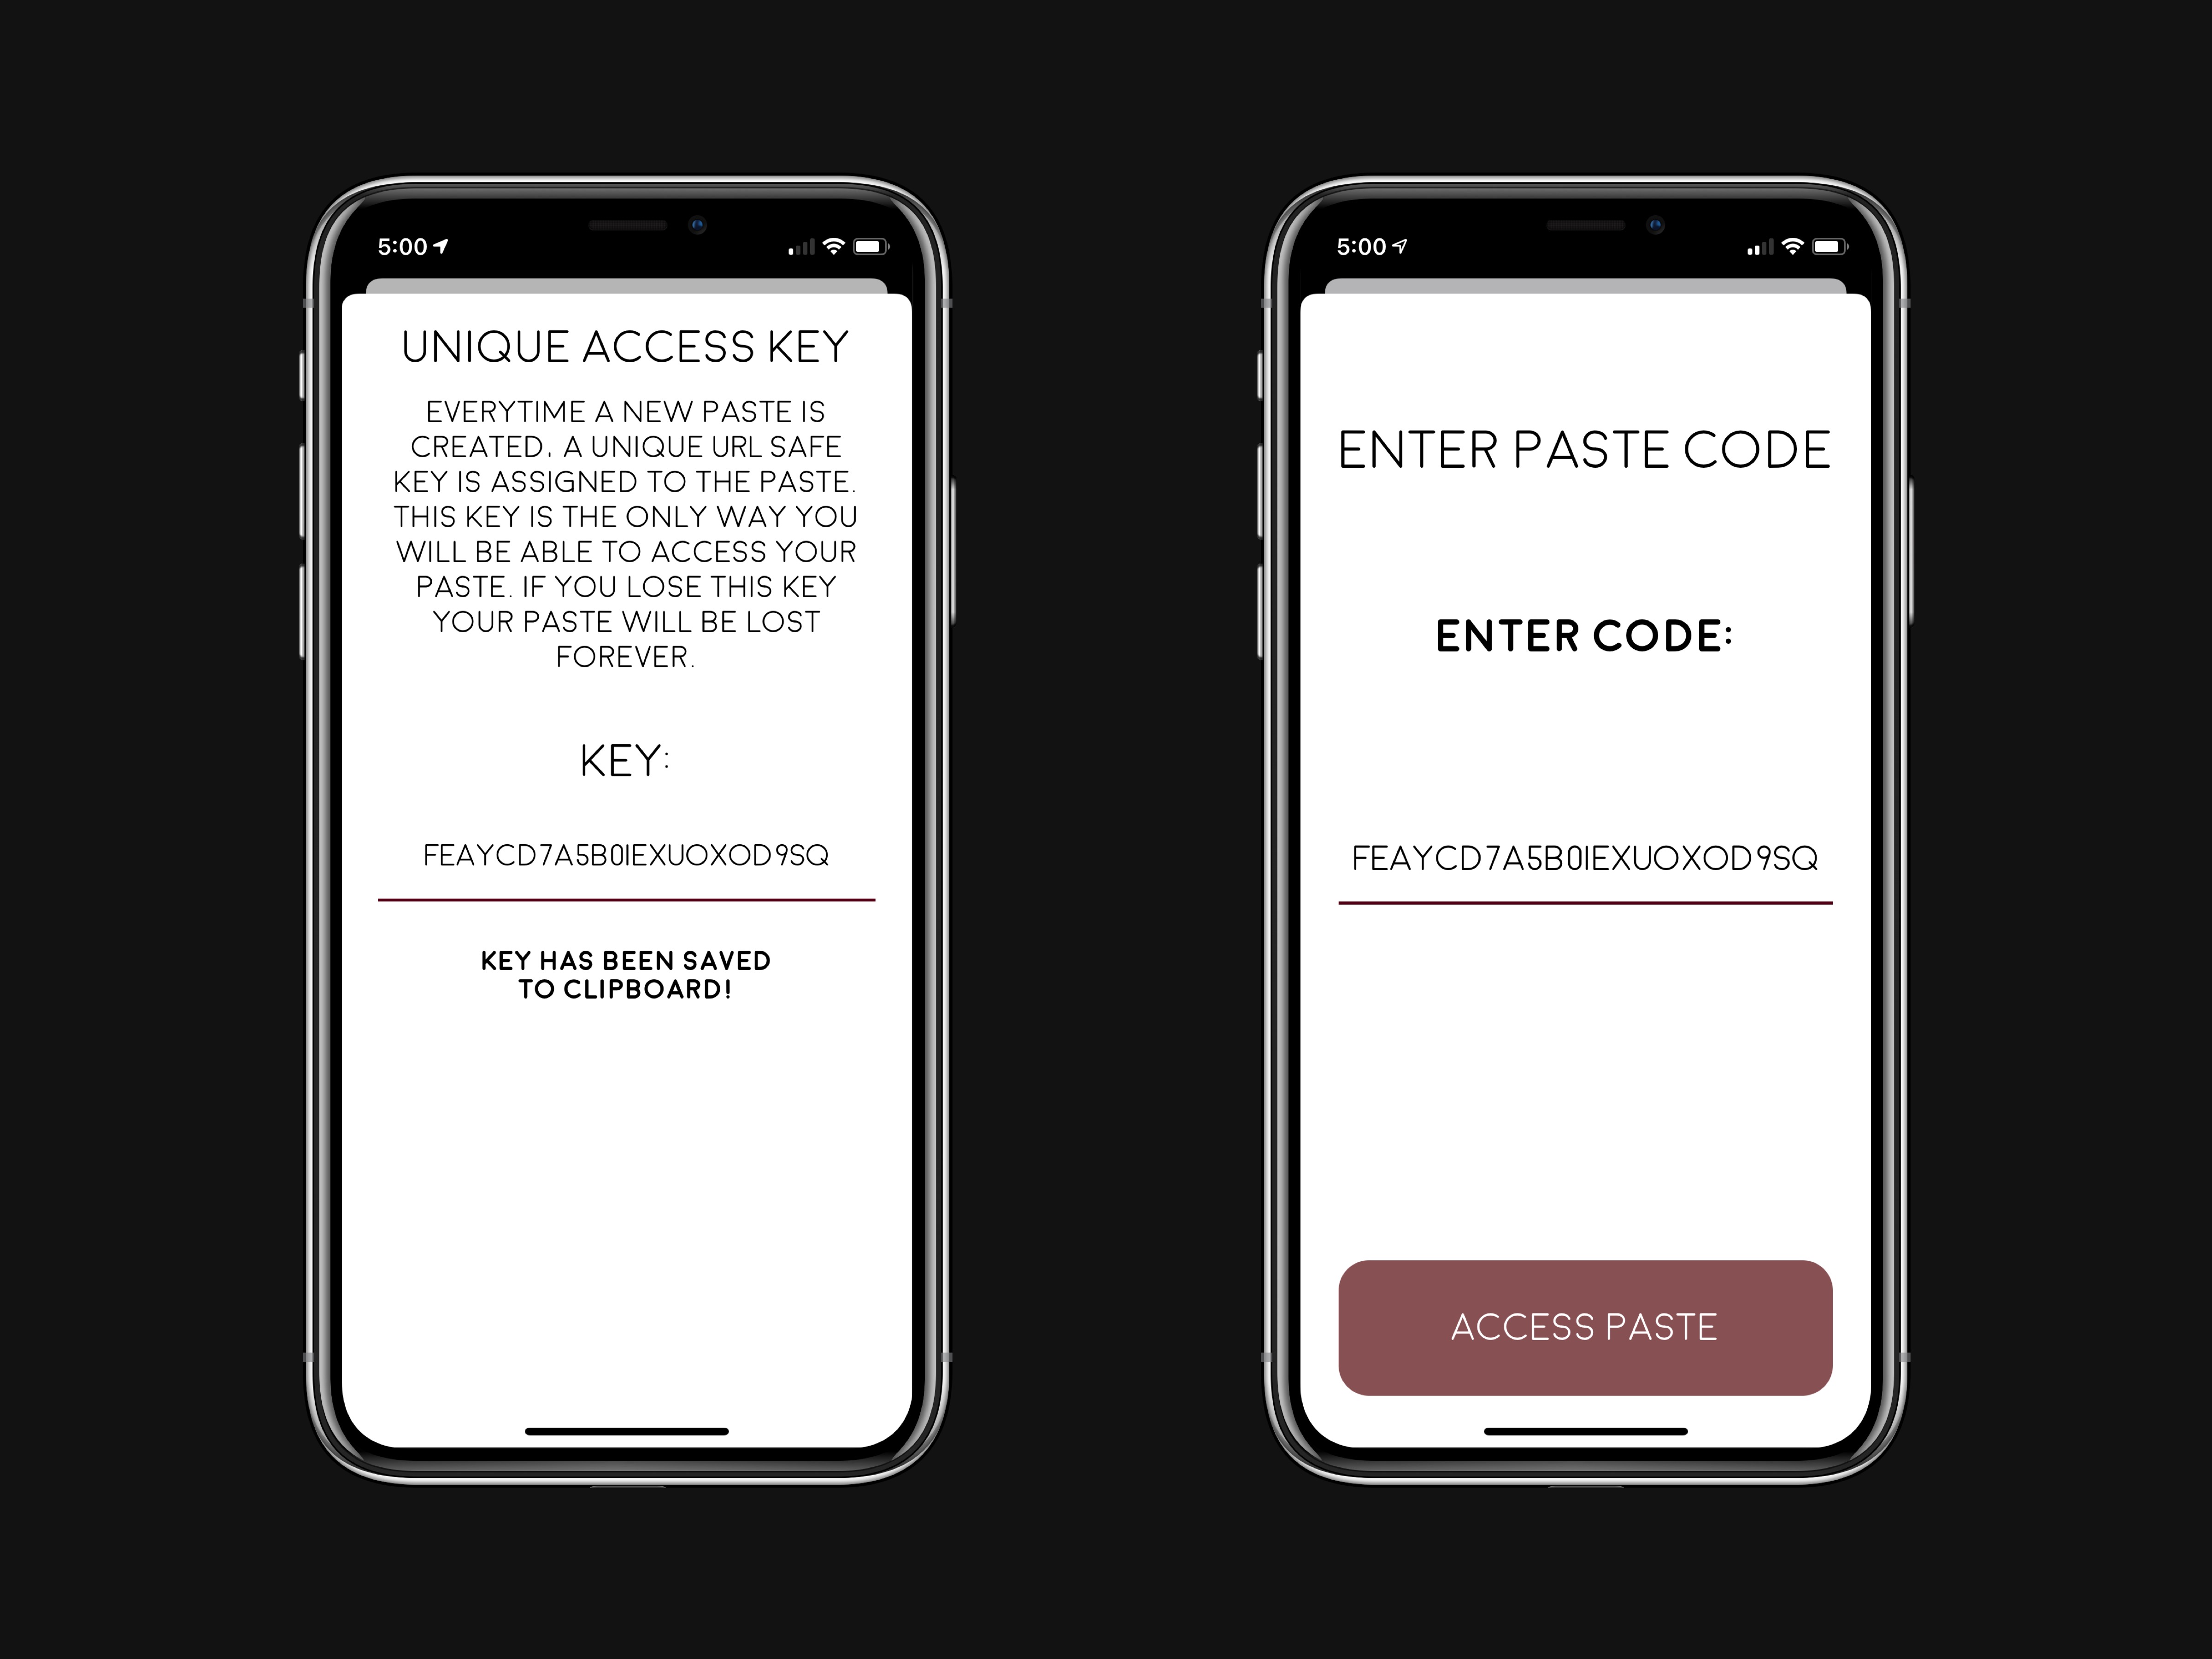 5:00
UNIQUE ACCESS KEY
EVERYTIME A NEW PASTE IS
CREATED, A UNIQUE URL SAFE
KEY IS ASSIGNED TO THE PASTE.
THIS KEY IS THE ONLY WAY YOU
WILL BE ABLE TO ACCESS YOUR
PASTE. IF YOU LOSE THIS KEY
YOUR PASTE WILL BE LOST
FOREVER.
KEY:
FEAYCD7A5B0IEXUOXOD9SQ
KEY HAS BEEN SAVED
TO CLIPBOARD!
5:00
ENTER PASTE CODE
ENTER CODE:
FEAYCD7A5B0IEXUOXOD9SQ
ACCESS PASTE